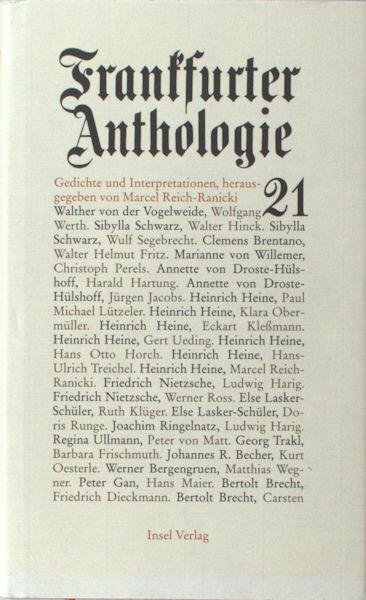 Frankfurter
Anthologie
Gedichte und Interpretationen, heraus-
gegeben von Marcel Reich-Ranicki
21
Walther von der Vogelweide, Wolfgang
Werth. Sibylla Schwarz, Walter Hinck. Sibylla
Schwarz, Wulf Segebrecht. Clemens Brentano,
Walter Helmut Fritz. Marianne von Willemer,
Christoph Perels. Annette von Droste-Hüls-
hoff, Harald Hartung. Annette von Droste-
Hülshoff, Jürgen Jacobs. Heinrich Heine, Paul
Michael Lützeler. Heinrich Heine, Klara Ober-
müller. Heinrich Heine, Eckart Kleßmann.
Heinrich Heine, Gert Ueding. Heinrich Heine,
Hans Otto Horch. Heinrich Heine, Hans-
Ulrich Treichel. Heinrich Heine, Marcel Reich-
Ranicki. Friedrich Nietzsche, Ludwig Harig.
Friedrich Nietzsche, Werner Ross. Else Lasker-
Schüler, Ruth Klüger. Else Lasker-Schüler, Do-
ris Runge. Joachim Ringelnatz, Ludwig Harig.
Regina Ullmann, Peter von Matt. Georg Trakl,
Barbara Frischmuth. Johannes R. Becher, Kurt
Oesterle. Werner Bergengruen, Matthias Weg-
ner. Peter Gan, Hans Maier. Bertolt Brecht,
Friedrich Dieckmann. Bertolt Brecht, Carsten
Insel Verlag